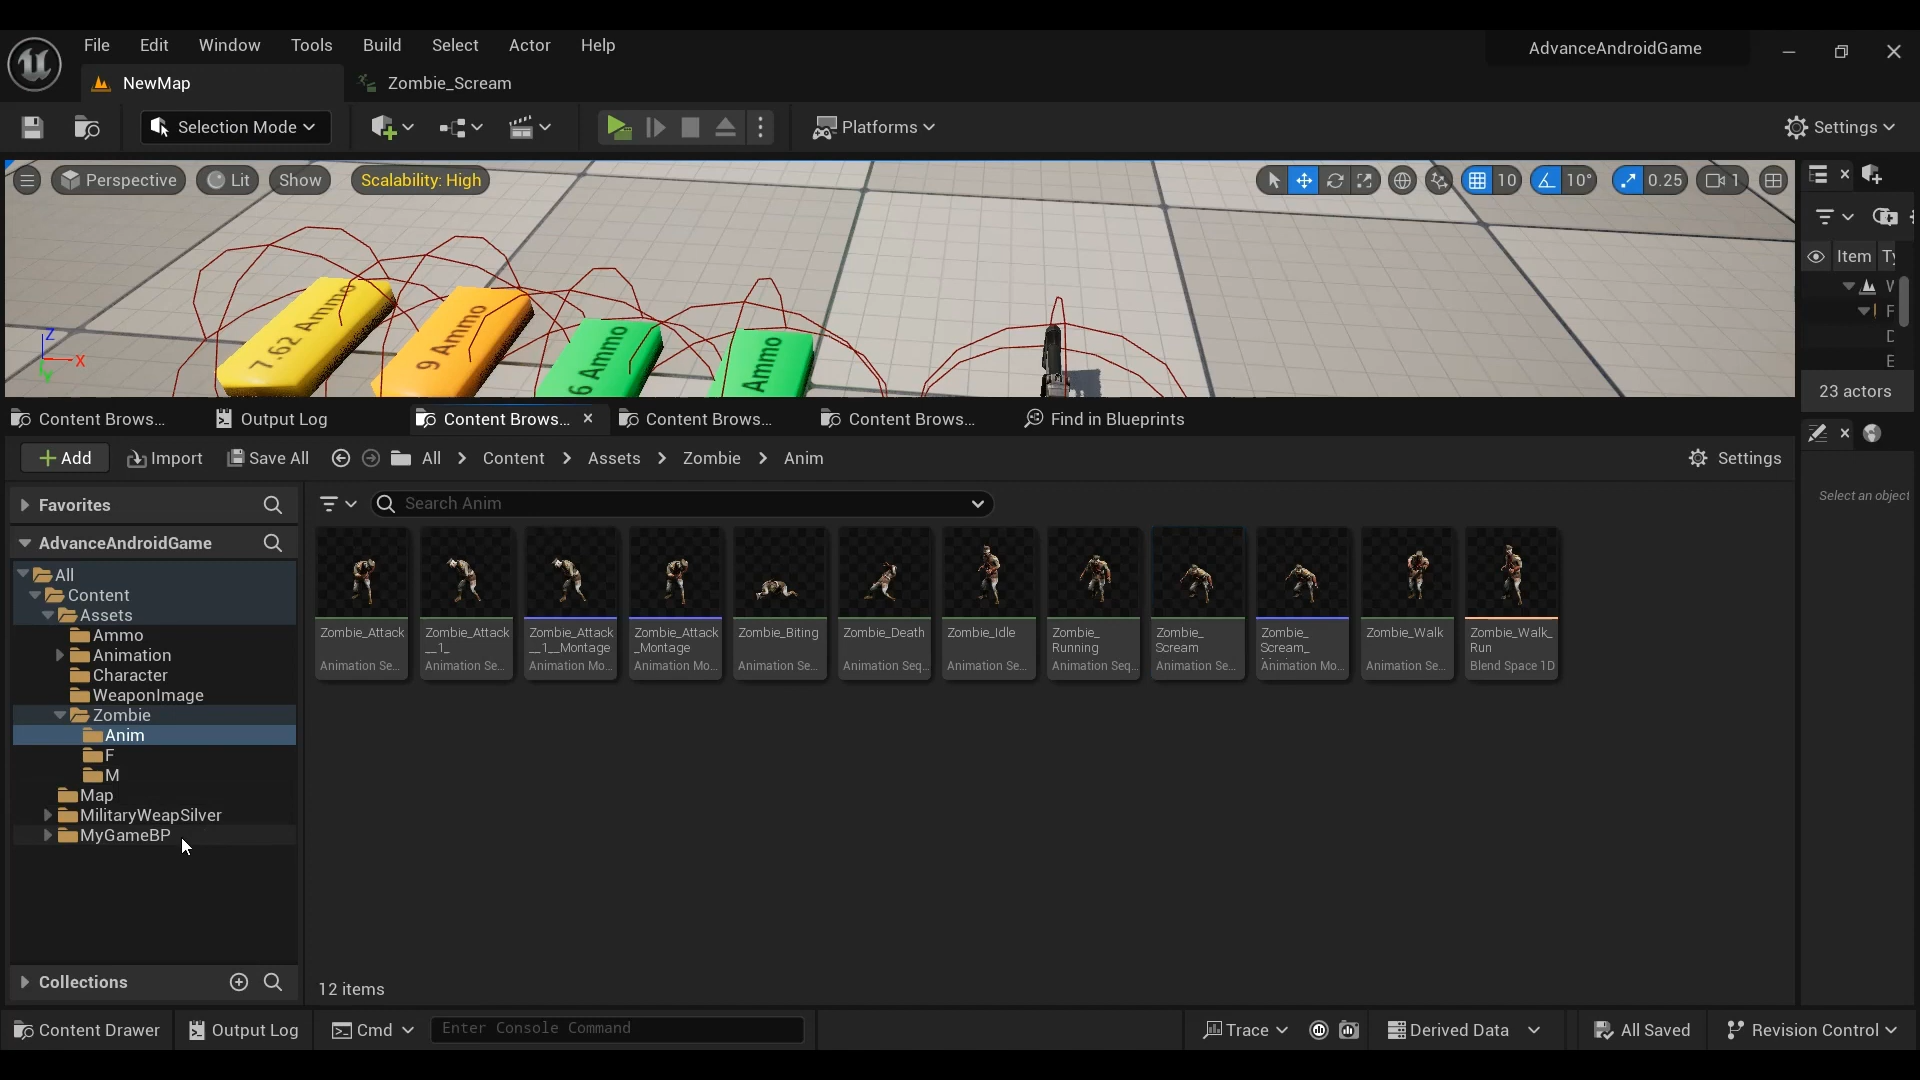 File Edit Window Tools Build Select Actor Help
AdvanceAndroidGame
NewMap
Zombie_Scream
Selection Mode
Platforms
Settings
Perspective
Lit
Show
Scalability: High
10
10°
0.25
1
Item Ty
7.62 Ammo
9 Ammo
6 Ammo
Ammo
Z
X
Y
23 actors
Content Brows...
Output Log
Content Brows...
Content Brows...
Content Brows...
Find in Blueprints
Add
Import
Save All
All > Content > Assets > Zombie > Anim
Settings
Select an object
Favorites
Search Anim
AdvanceAndroidGame
All
Content
Assets
Ammo
Animation
Character
WeaponImage
Zombie
Anim
F
M
Map
MilitaryWeapSilver
MyGameBP
Zombie_Attack
Animation Se...
Zombie_Attack
__1_
Animation Se...
Zombie_Attack
__1__Montage
Animation Mo...
Zombie_Attack
_Montage
Animation Mo...
Zombie_Biting
Animation Se...
Zombie_Death
Animation Seq...
Zombie_Idle
Animation Se...
Zombie_
Running
Animation Seq...
Zombie_
Scream
Animation Se...
Zombie_
Scream_
Animation Mo...
Zombie_Walk
Animation Se...
Zombie_Walk_
Run
Blend Space 1D
12 items
Collections
Content Drawer
Output Log
Cmd
Enter Console Command
Trace
Derived Data
All Saved
Revision Control